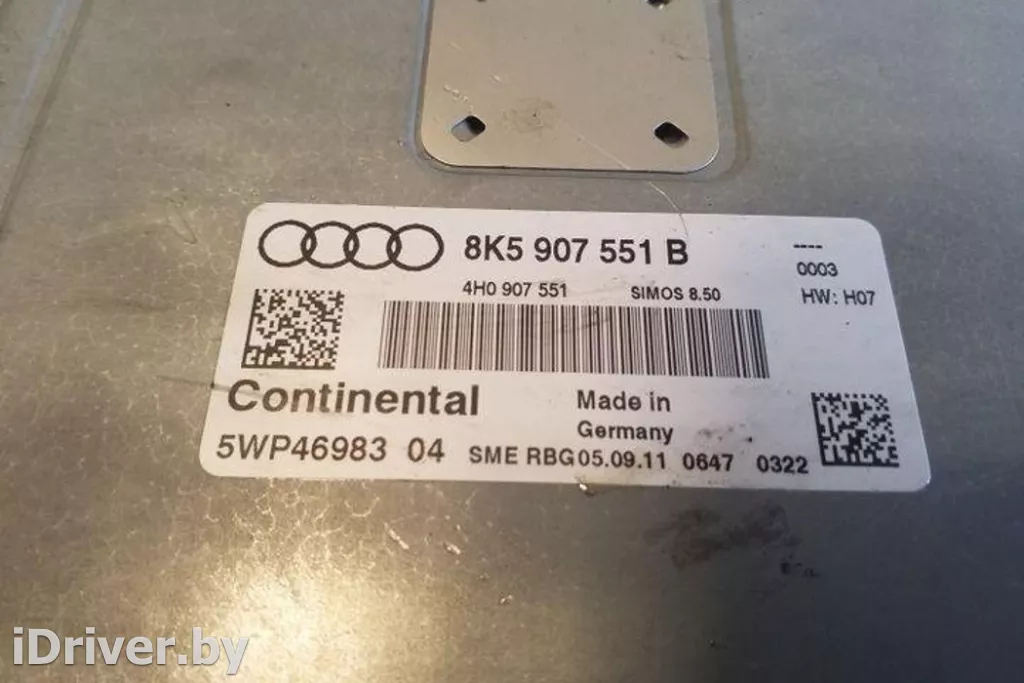 8K5 907 551 B
----
0003
4H0 907 551 SIMOS 8.50 HW: H07
Continental
Made in
Germany
5WP46983 04 SME RBG05.09.11 0647 0322
iDriver.by